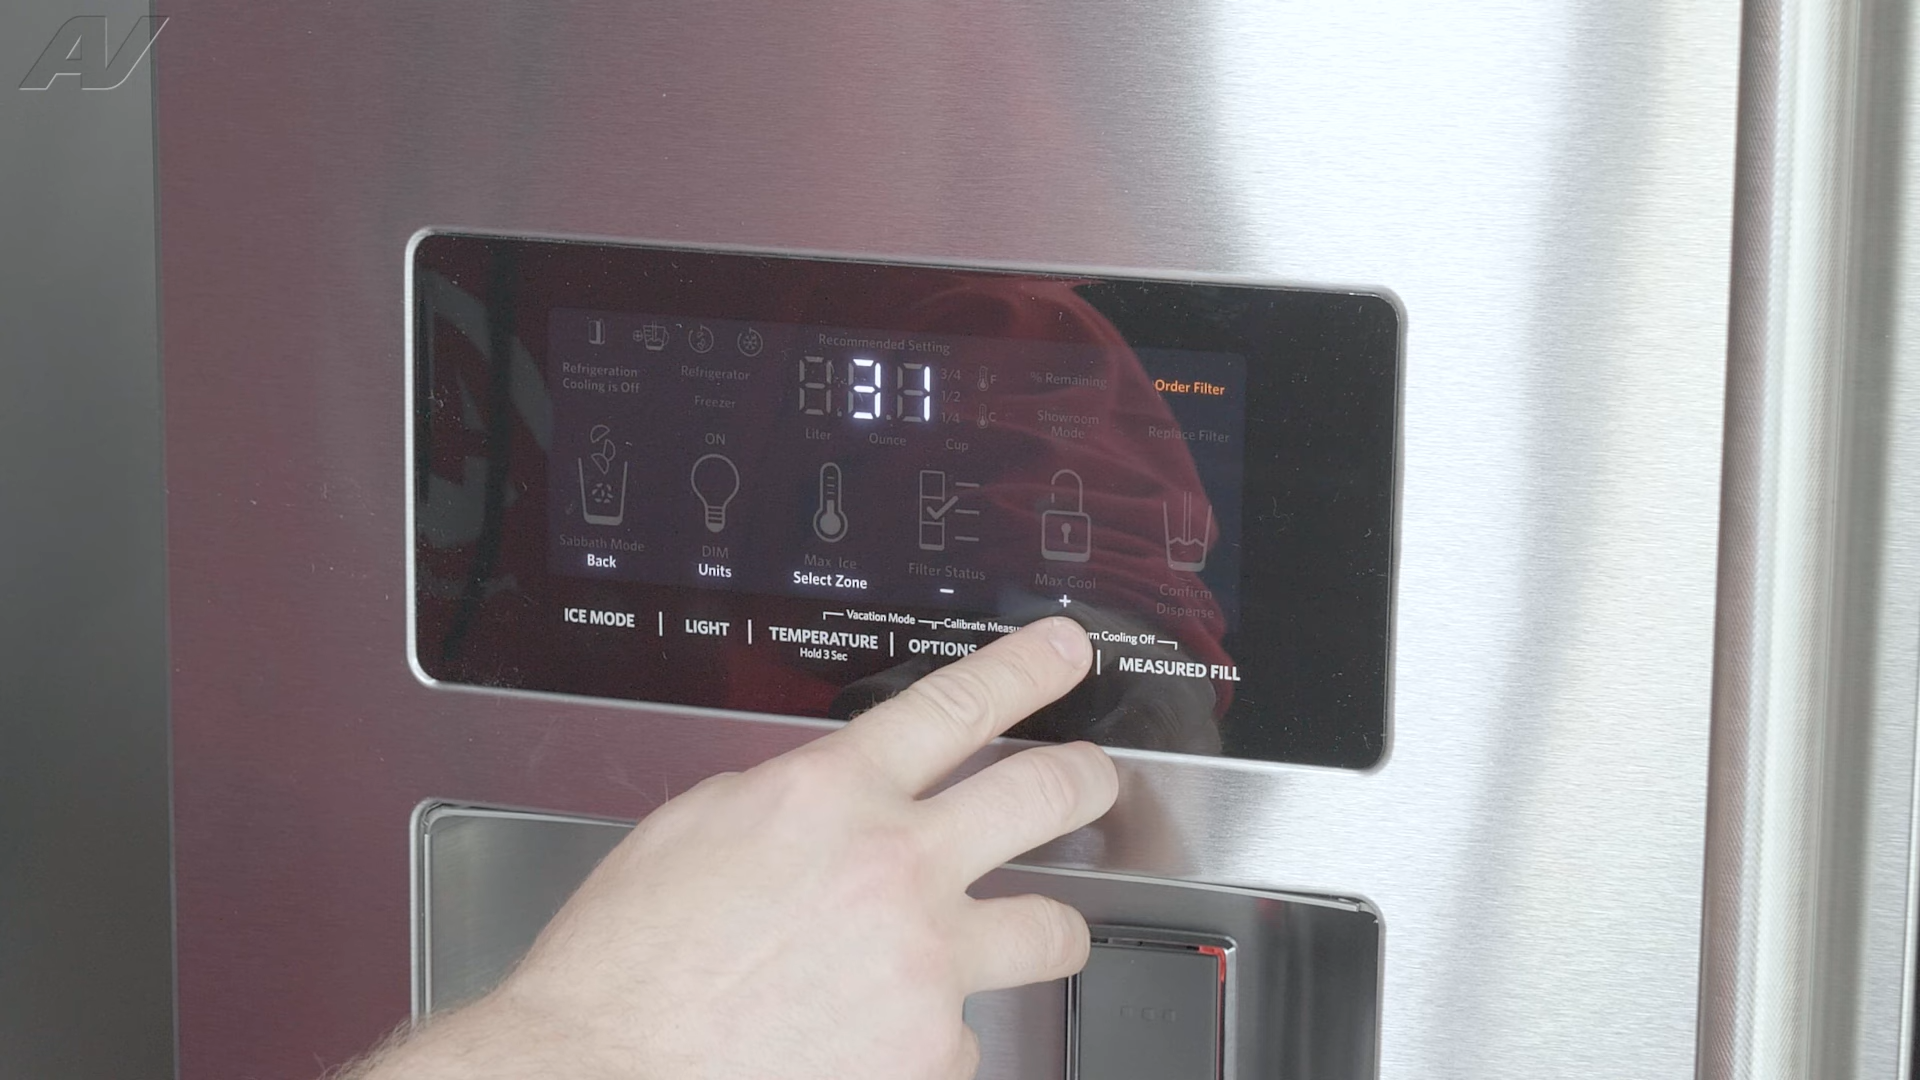 AV
Recommended Setting
Refrigeration
Cooling is Off
Refrigerator
Freezer
31
3/4
1/2
1/4
F
C
Liter
Ounce
Cup
% Remaining
Showroom
Mode
Order Filter
Replace Filter
ON
Sabbath Mode
Back
DIM
Units
Max Ice
Select Zone
Filter Status
−
Max Cool
+
Confirm
Dispense
Vacation Mode
Calibrate
Cooling Off
ICE MODE | LIGHT | TEMPERATURE | OPTIONS | MEASURED FILL
Hold 3 Sec